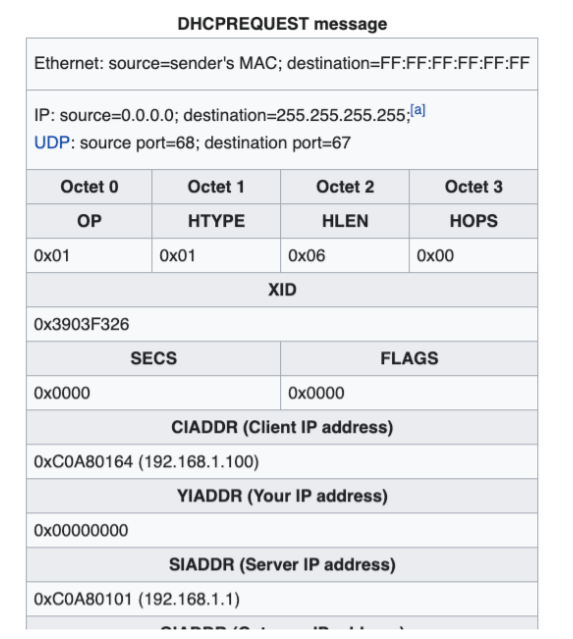 DHCPREQUEST message
Ethernet: source=sender's MAC; destination=FF:FF:FF:FF:FF:FF
IP: source=0.0.0.0; destination=255.255.255.255;[a]
UDP: source port=68; destination port=67
Octet 0 Octet 1 Octet 2 Octet 3
OP HTYPE HLEN HOPS
0x01 0x01 0x06 0x00
XID
0x3903F326
SECS FLAGS
0x0000 0x0000
CIADDR (Client IP address)
0xC0A80164 (192.168.1.100)
YIADDR (Your IP address)
0x00000000
SIADDR (Server IP address)
0xC0A80101 (192.168.1.1)